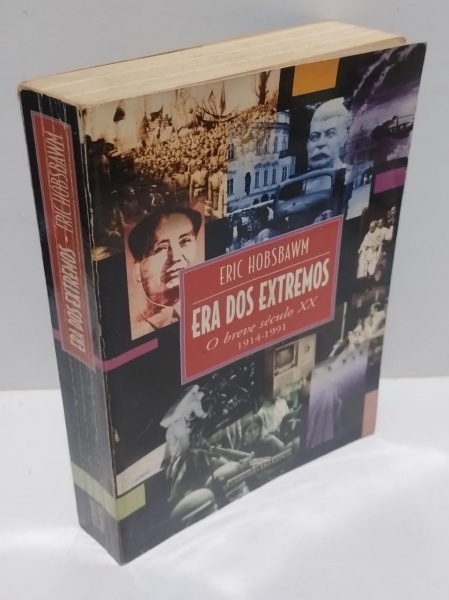 ERA DOS EXTREMOS - ERIC HOBSBAWM
ERIC HOBSBAWM
ERA DOS EXTREMOS
O breve século XX
1914-1991